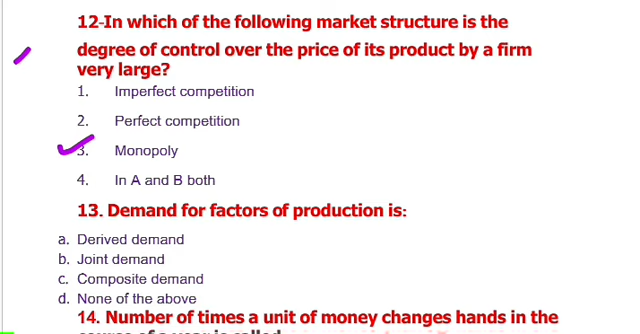 12-In which of the following market structure is the
degree of control over the price of its product by a firm
very large?
1. Imperfect competition
2. Perfect competition
3. Monopoly
4. In A and B both
13. Demand for factors of production is:
a. Derived demand
b. Joint demand
c. Composite demand
d. None of the above
14. Number of times a unit of money changes hands in the